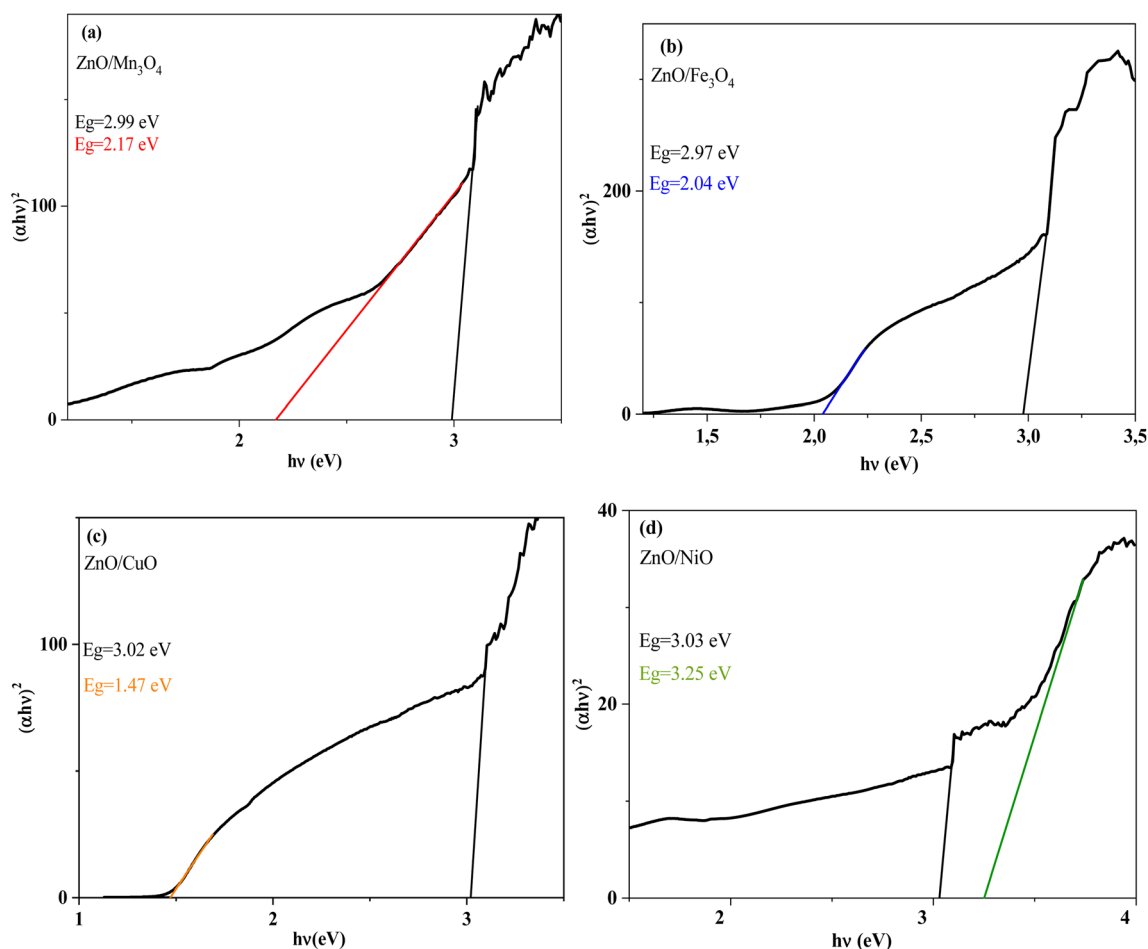 (a)
ZnO/Mn₃O₄
Eg=2.99 eV
Eg=2.17 eV
(αhν)²
100
0
2
3
hν (eV)
(b)
ZnO/Fe₃O₄
Eg=2.97 eV
Eg=2.04 eV
(αhν)²
200
0
1,5
2,0
2,5
3,0
3,5
hν (eV)
(c)
ZnO/CuO
Eg=3.02 eV
Eg=1.47 eV
(αhν)²
100
0
1
2
3
hν(eV)
(d)
ZnO/NiO
Eg=3.03 eV
Eg=3.25 eV
(αhν)²
40
20
0
2
3
4
hν (eV)